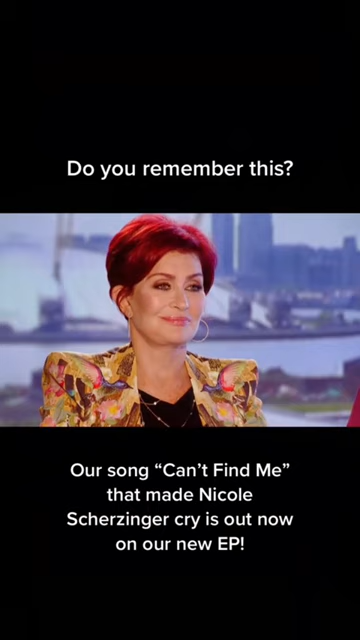 Do you remember this?
Our song “Can’t Find Me”
that made Nicole
Scherzinger cry is out now
on our new EP!